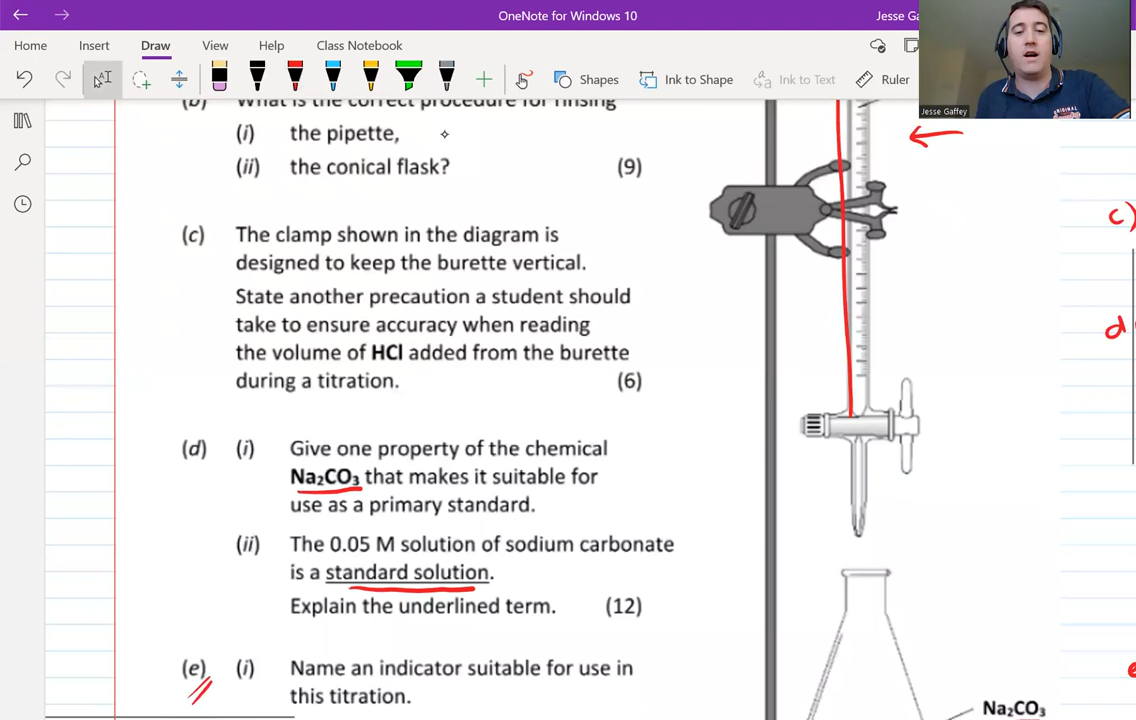 OneNote for Windows 10
Jesse Ga
Home Insert Draw View Help Class Notebook
Shapes Ink to Shape Ink to Text Ruler
Jesse Gaffey
(b) What is the correct procedure for rinsing
(i) the pipette,
(ii) the conical flask? (9)
(c) The clamp shown in the diagram is
designed to keep the burette vertical.
State another precaution a student should
take to ensure accuracy when reading
the volume of HCl added from the burette
during a titration. (6)
(d) (i) Give one property of the chemical
Na₂CO₃ that makes it suitable for
use as a primary standard.
(ii) The 0.05 M solution of sodium carbonate
is a standard solution.
Explain the underlined term. (12)
(e) (i) Name an indicator suitable for use in
this titration.
Na₂CO₃
c)
d